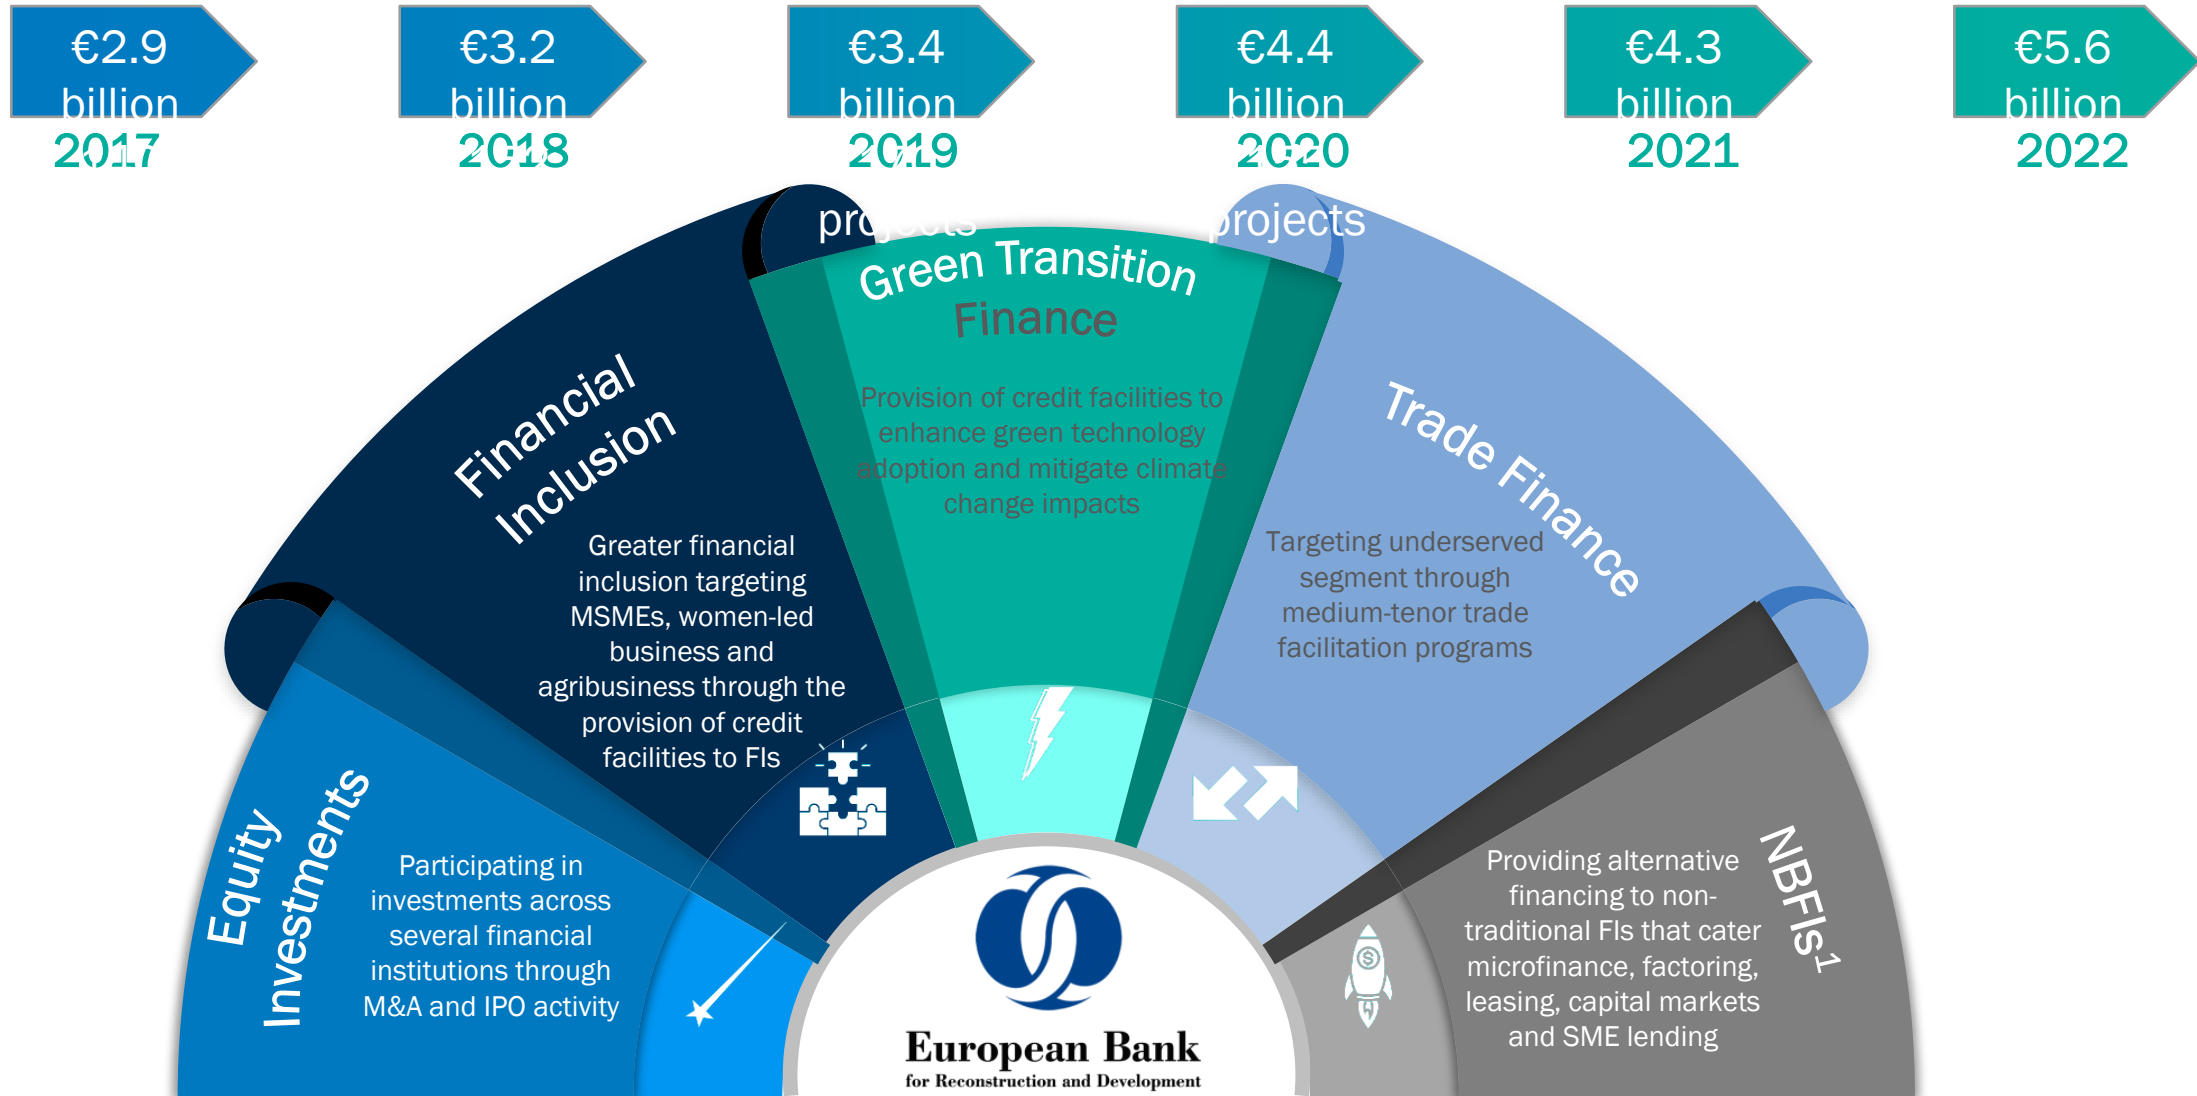 €2.9
billion
2017
€3.2
billion
2018
€3.4
billion
2019
€4.4
billion
2020
€4.3
billion
2021
€5.6
billion
2022
projects
projects
Financial
Inclusion
Greater financial
inclusion targeting
MSMEs, women-led
business and
agribusiness through the
provision of credit
facilities to FIs
Green Transition
Finance
Provision of credit facilities to
enhance green technology
adoption and mitigate climate
change impacts
Trade Finance
Targeting underserved
segment through
medium-tenor trade
facilitation programs
Equity
Investments
Participating in
investments across
several financial
institutions through
M&A and IPO activity
NBFIs¹
Providing alternative
financing to non-
traditional FIs that cater
microfinance, factoring,
leasing, capital markets
and SME lending
European Bank
for Reconstruction and Development